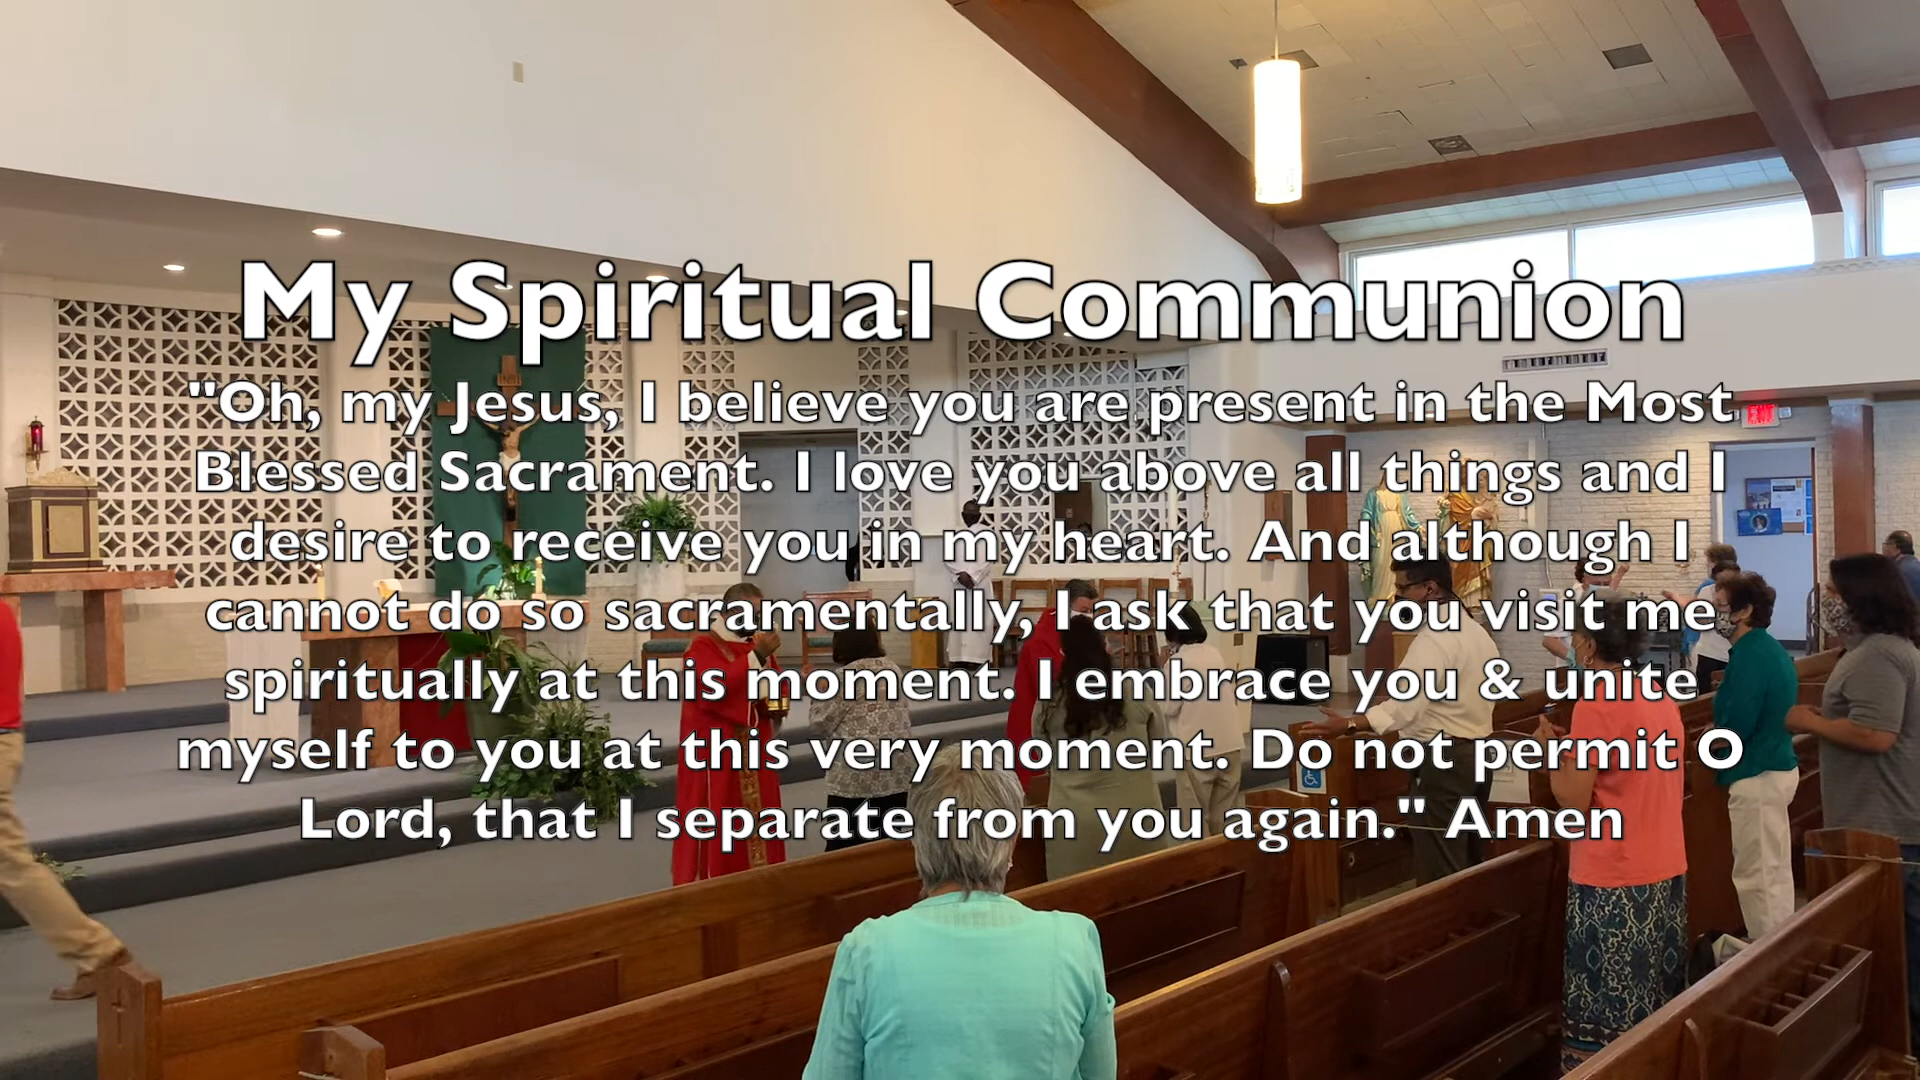 My Spiritual Communion
"Oh, my Jesus, I believe you are present in the Most
Blessed Sacrament. I love you above all things and I
desire to receive you in my heart. And although I
cannot do so sacramentally, I ask that you visit me
spiritually at this moment. I embrace you & unite
myself to you at this very moment. Do not permit O
Lord, that I separate from you again." Amen
EXIT
INRI